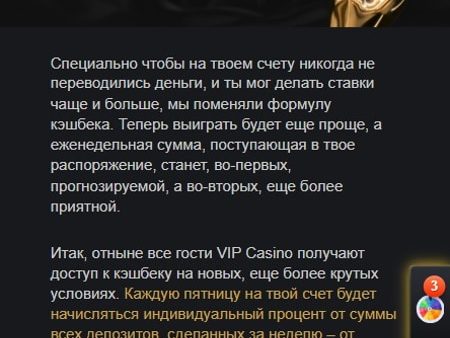 Специально чтобы на твоем счету никогда не
переводились деньги, и ты мог делать ставки
чаще и больше, мы поменяли формулу
кэшбека. Теперь выиграть будет еще проще, а
еженедельная сумма, поступающая в твое
распоряжение, станет, во-первых,
прогнозируемой, а во-вторых, еще более
приятной.
Итак, отныне все гости VIP Casino получают
доступ к кэшбеку на новых, еще более крутых
условиях. Каждую пятницу на твой счет будет
начисляться индивидуальный процент от суммы
всех депозитов, сделанных за неделю – от
3